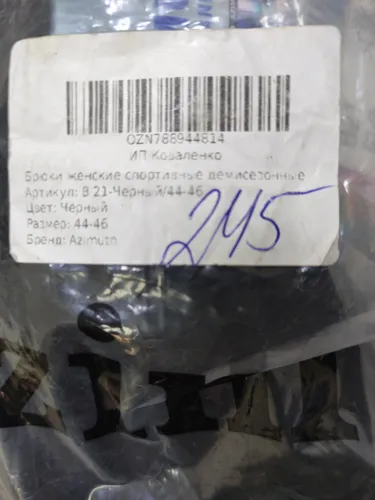 OZN788944814
ИП Коваленко
Брюки женские спортивные демисезонные
Артикул: В 21-Черный/44-46
Цвет: Черный
Размер: 44-46
Бренд: Azimuth
245
zim